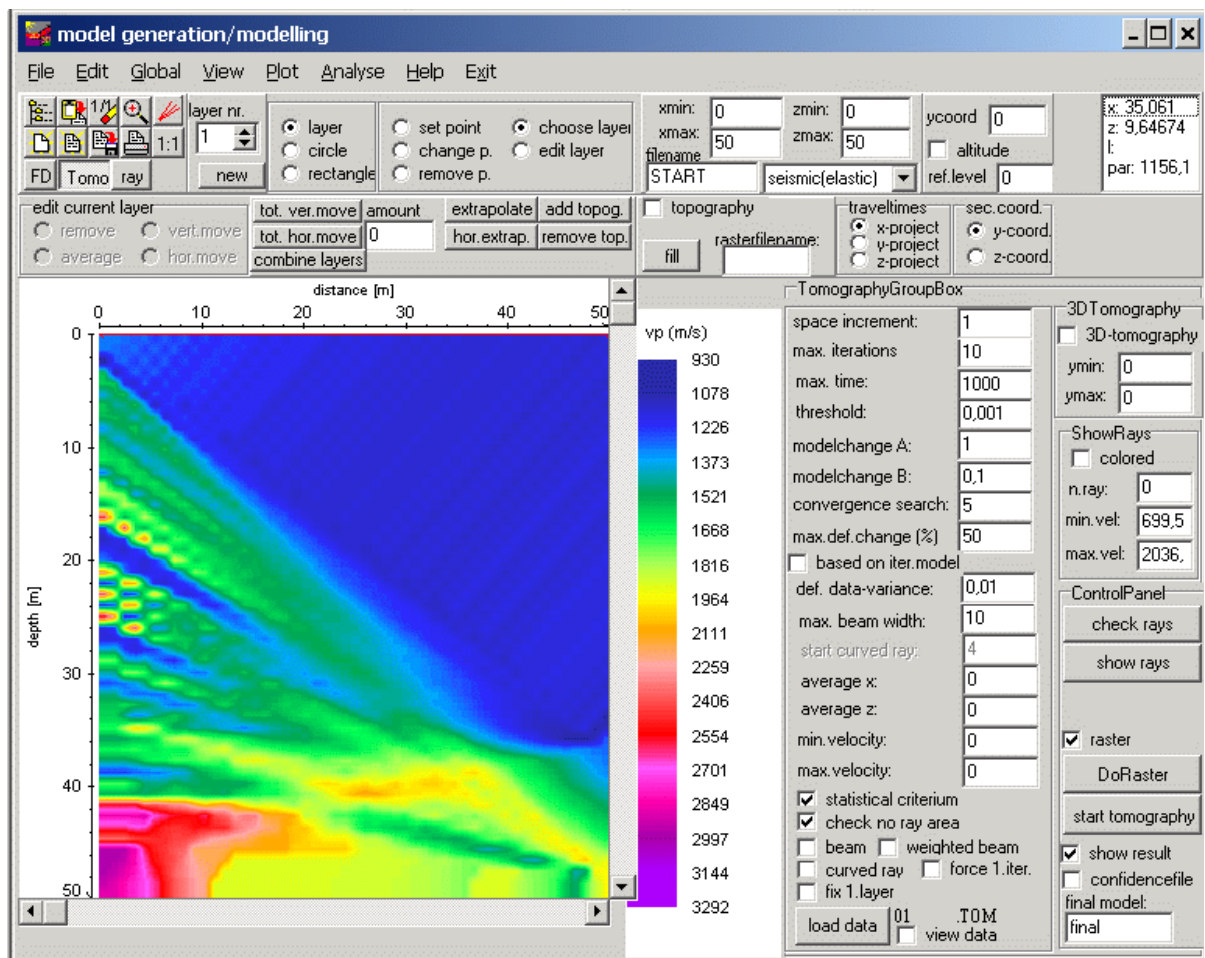 model generation/modelling
File Edit Global View Plot Analyse Help Exit
1/1
1:1
FD Tomo ray
layer nr.
1
new
layer
circle
rectangle
set point
change p.
remove p.
choose layer
edit layer
xmin: 0 zmin: 0
xmax: 50 zmax: 50
filename
START seismic(elastic)
ycoord 0
altitude
ref.level 0
x: 35,061
z: 9,64674
l:
par: 1156,1
edit current layer
remove vert.move
average hor.move
tot. ver.move amount extrapolate add topog.
tot. hor.move 0 hor.extrap. remove top.
combine layers
topography
fill rasterfilename:
traveltimes
x-project
y-project
z-project
sec.coord.
y-coord.
z-coord.
distance [m]
0 10 20 30 40 50
0
10
20
30
40
50
depth [m]
vp (m/s)
930
1078
1226
1373
1521
1668
1816
1964
2111
2259
2406
2554
2701
2849
2997
3144
3292
TomographyGroupBox
space increment: 1
max. iterations 10
max. time: 1000
threshold: 0,001
modelchange A: 1
modelchange B: 0,1
convergence search: 5
max.def.change (%) 50
based on iter.model
def. data-variance: 0,01
max. beam width: 10
start curved ray: 4
average x: 0
average z: 0
min.velocity: 0
max.velocity: 0
statistical criterium
check no ray area
beam weighted beam
curved ray force 1.iter.
fix 1.layer
load data 01 .TOM
view data
3DTomography
3D-tomography
ymin: 0
ymax: 0
ShowRays
colored
n.ray: 0
min.vel: 699,5
max.vel: 2036,
ControlPanel
check rays
show rays
raster
DoRaster
start tomography
show result
confidencefile
final model:
final